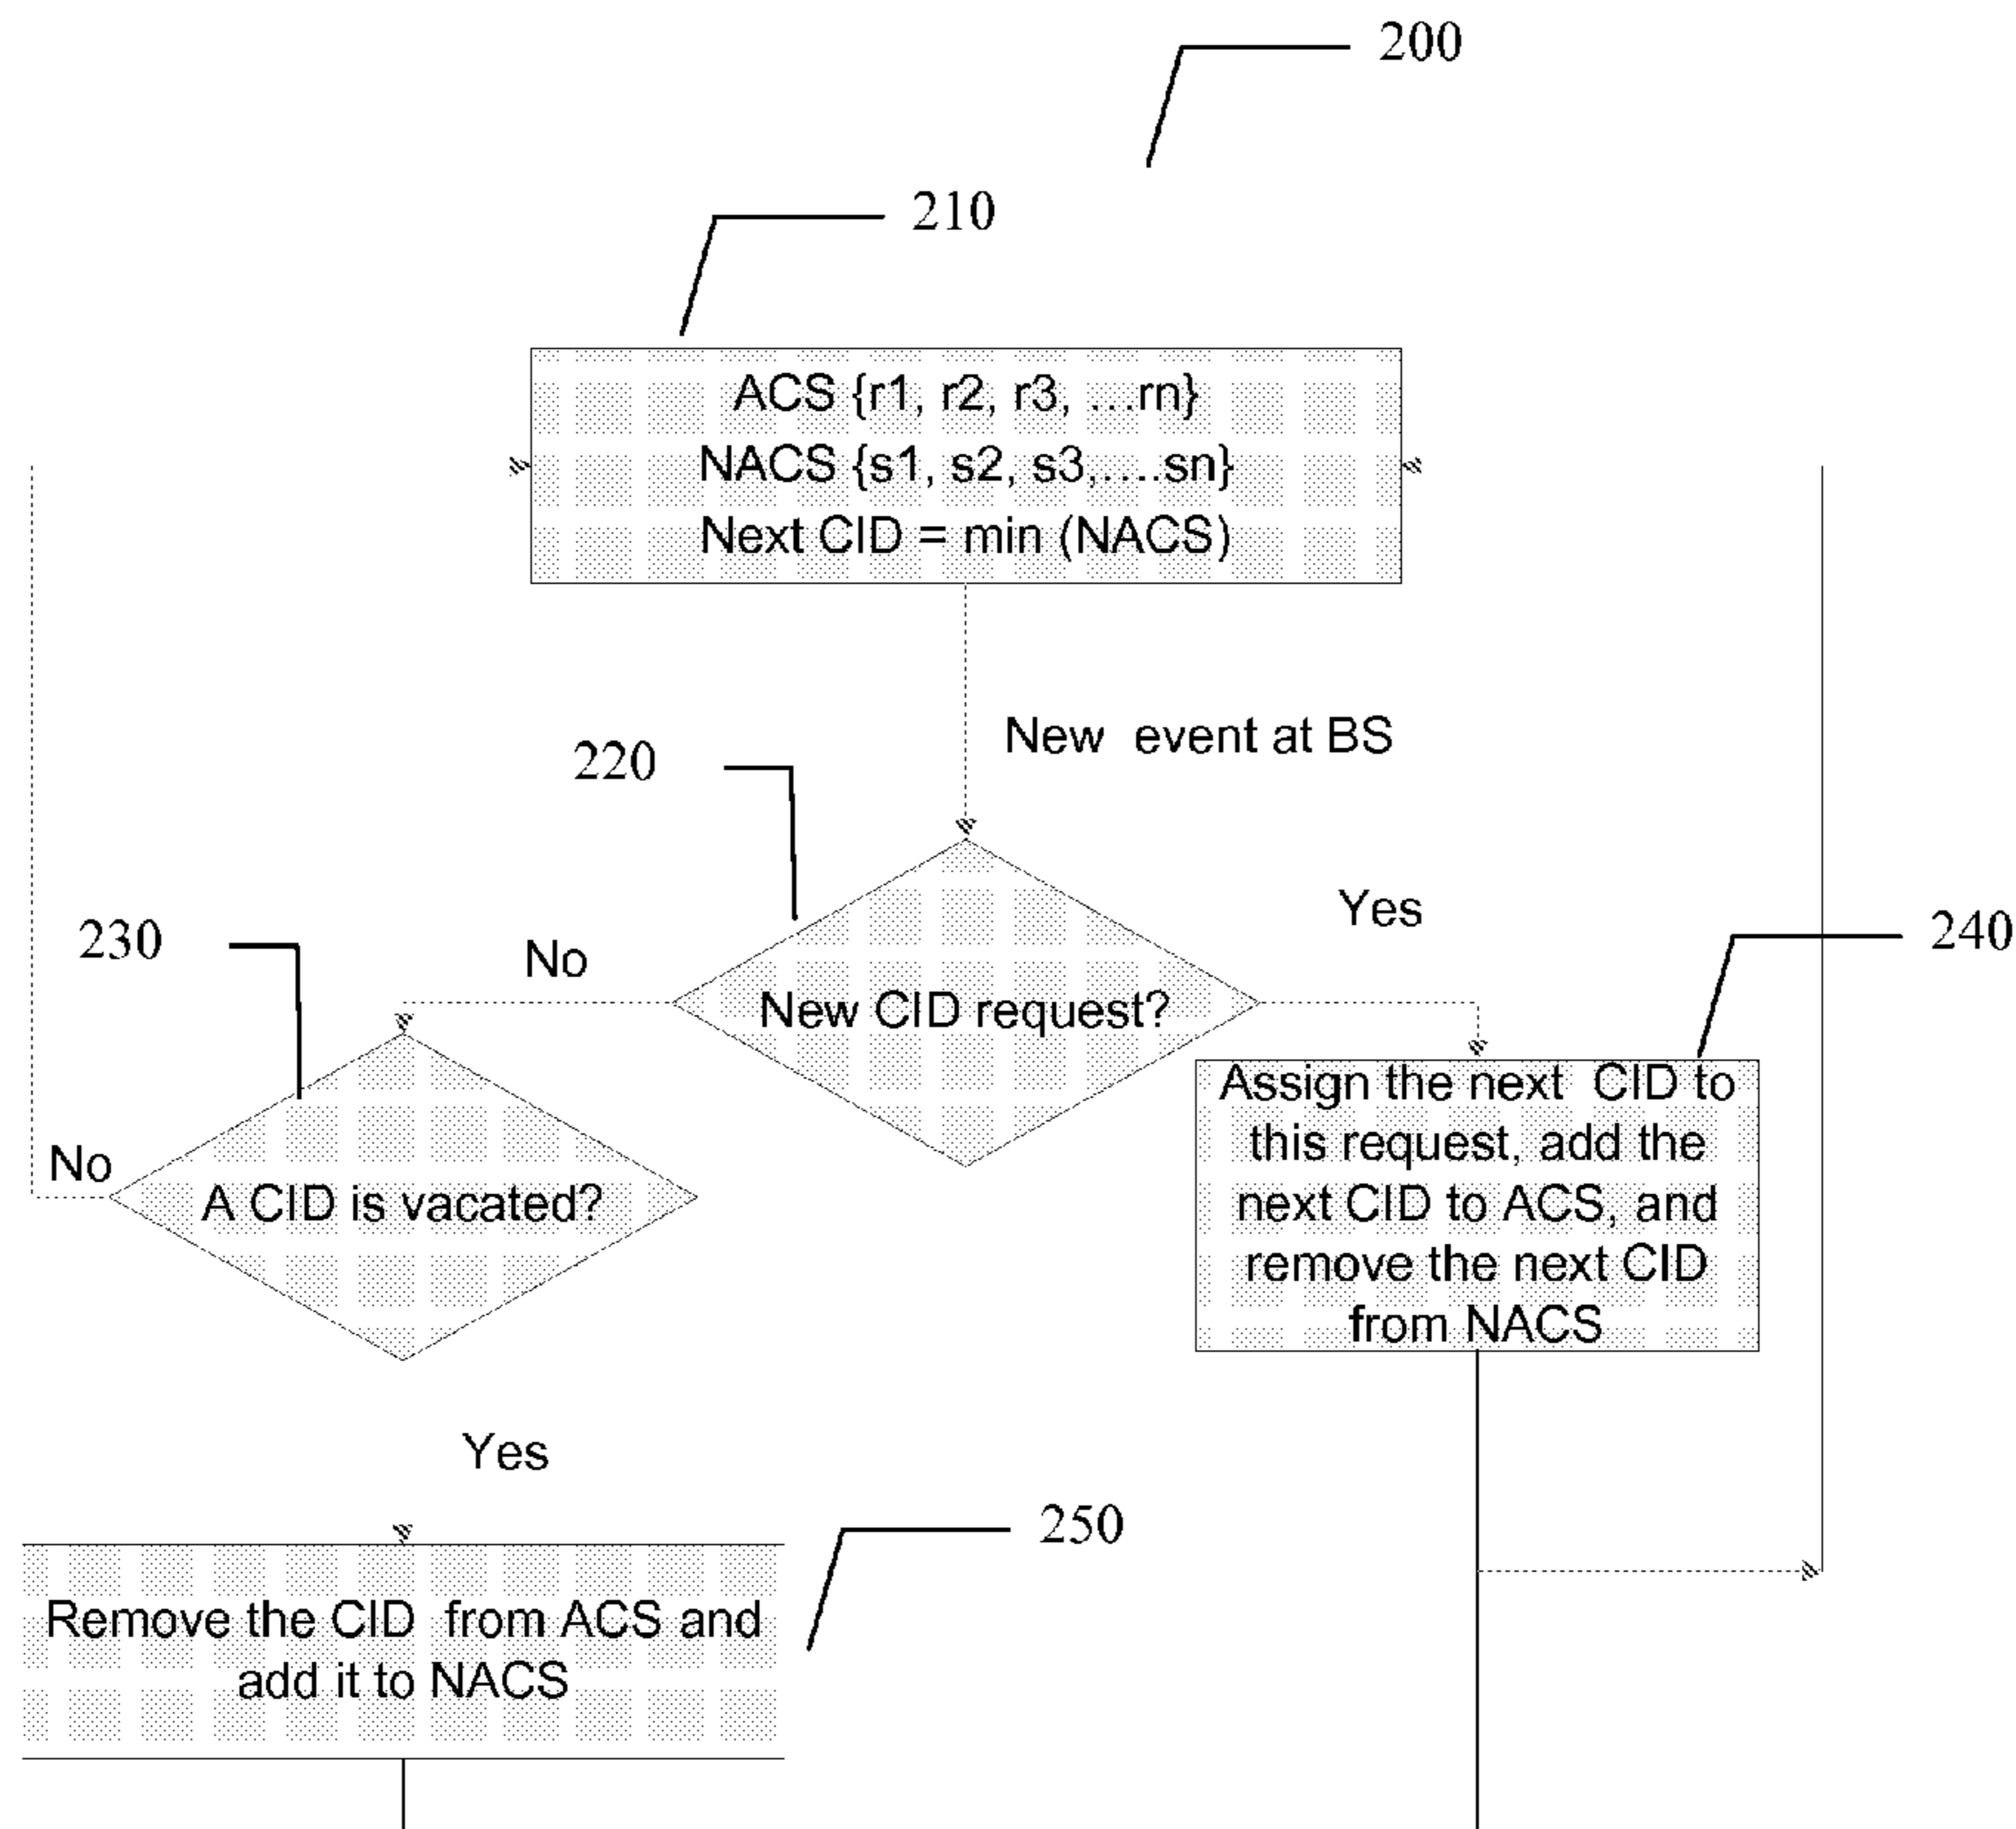 200
210
ACS {r1, r2, r3, ...rn}
NACS {s1, s2, s3,....sn}
Next CID = min (NACS)
New event at BS
220
Yes
240
230
No
New CID request?
Assign the next CID to
this request, add the
next CID to ACS, and
remove the next CID
from NACS
No
A CID is vacated?
Yes
250
Remove the CID from ACS and
add it to NACS